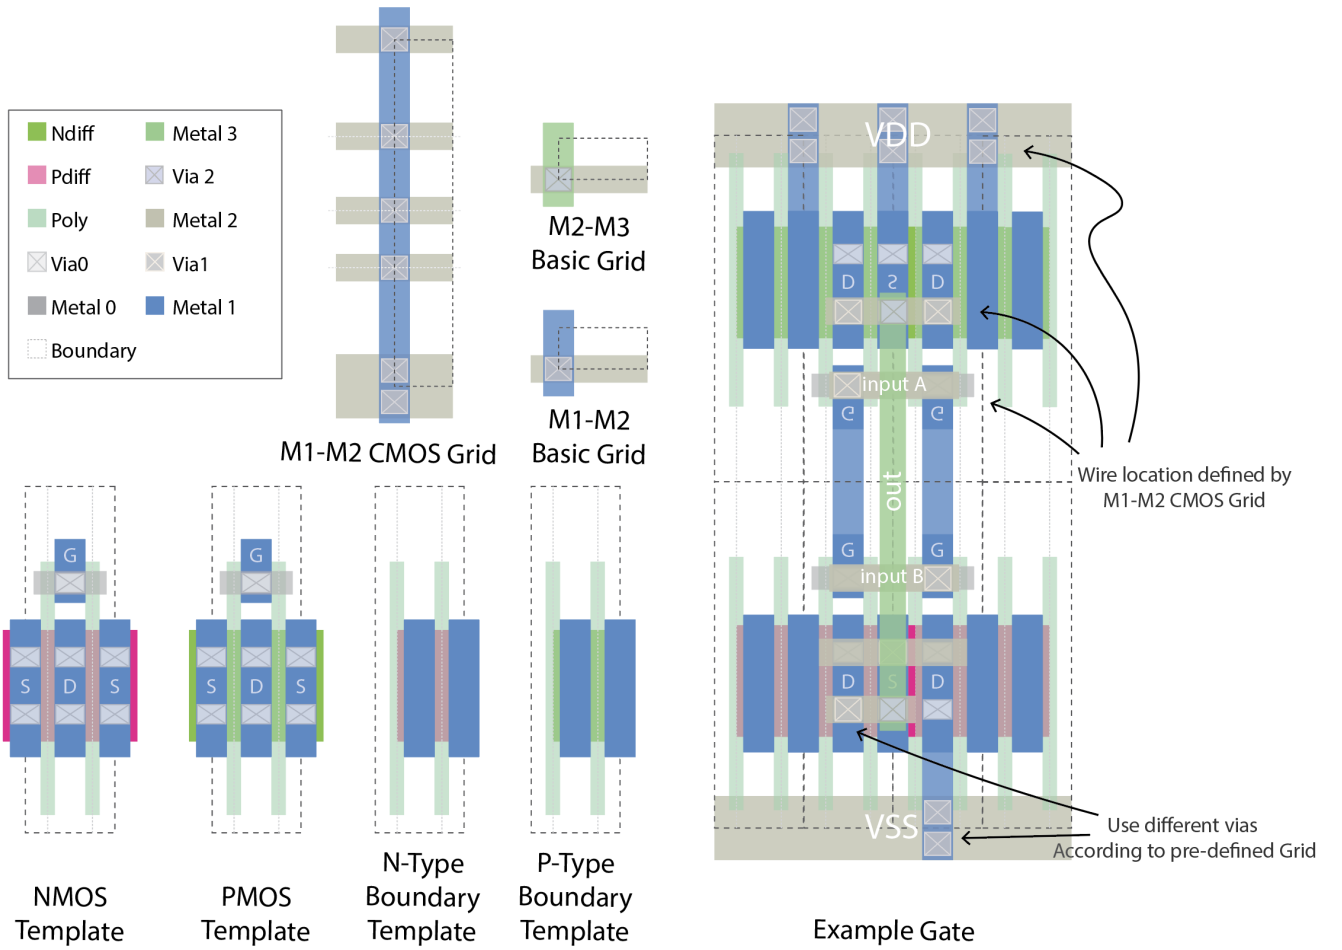 Ndiff
Metal 3
Pdiff
Via 2
Poly
Metal 2
Via0
Via1
Metal 0
Metal 1
Boundary
M1-M2 CMOS Grid
M2-M3
Basic Grid
M1-M2
Basic Grid
G
S D S
NMOS
Template
G
S D S
PMOS
Template
N-Type
Boundary
Template
P-Type
Boundary
Template
VDD
D S D
input A
G G
out
G G
input B
D S D
VSS
Example Gate
Wire location defined by
M1-M2 CMOS Grid
Use different vias
According to pre-defined Grid